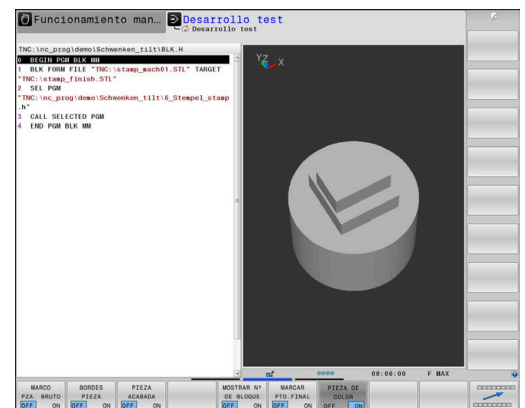 Funcionamiento man…
Desarrollo test
Desarrollo test
TNC:\nc_prog\demo\Schwenken_tilt\BLK.H
0 BEGIN PGM BLK MM
1 BLK FORM FILE "TNC:\stamp_mach01.STL" TARGET
"TNC:\stamp_finish.STL"
2 SEL PGM
"TNC:\nc_prog\demo\Schwenken_tilt\6_Stempel_stamp
.h"
3 CALL SELECTED PGM
4 END PGM BLK MM
YZ X
00:00:00 F MAX
MARCO
PZA. BRUTO
OFF ON
BORDES
PIEZA
OFF ON
PIEZA
ACABADA
OFF ON
MOSTRAR Nº
DE BLOQUE
OFF ON
MARCAR
PTO.FINAL
OFF ON
PIEZA DE
COLOR
OFF ON